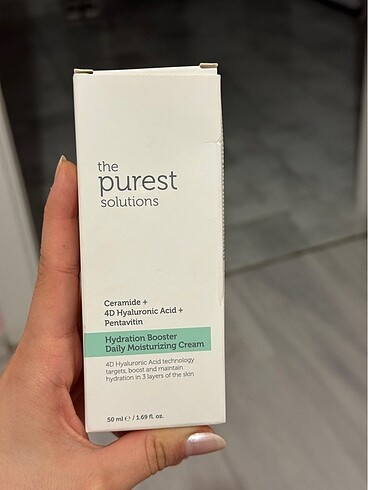 the
purest
solutions
Ceramide +
4D Hyaluronic Acid +
Pentavitin
Hydration Booster
Daily Moisturizing Cream
4D Hyaluronic Acid technology
targets, boost and maintain
hydration in 3 layers of the skin
50 ml ℮ / 1.69 fl. oz.